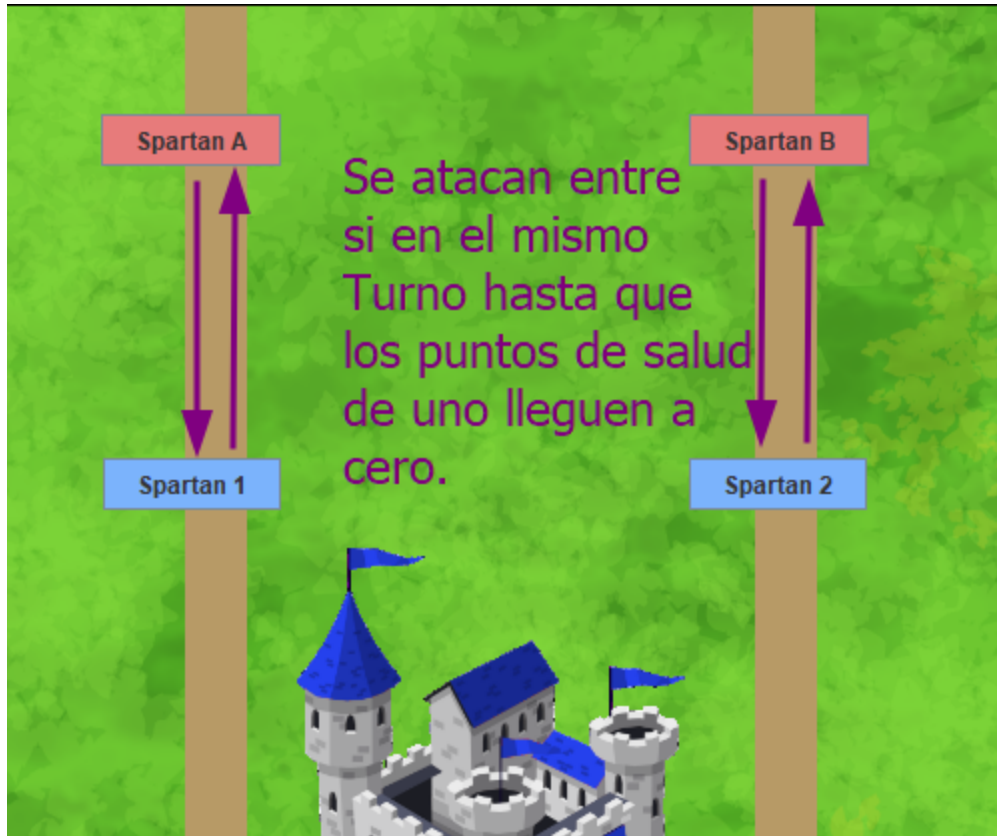 Spartan A
Spartan B
Se atacan entre
si en el mismo
Turno hasta que
los puntos de salud
de uno lleguen a
cero.
Spartan 1
Spartan 2